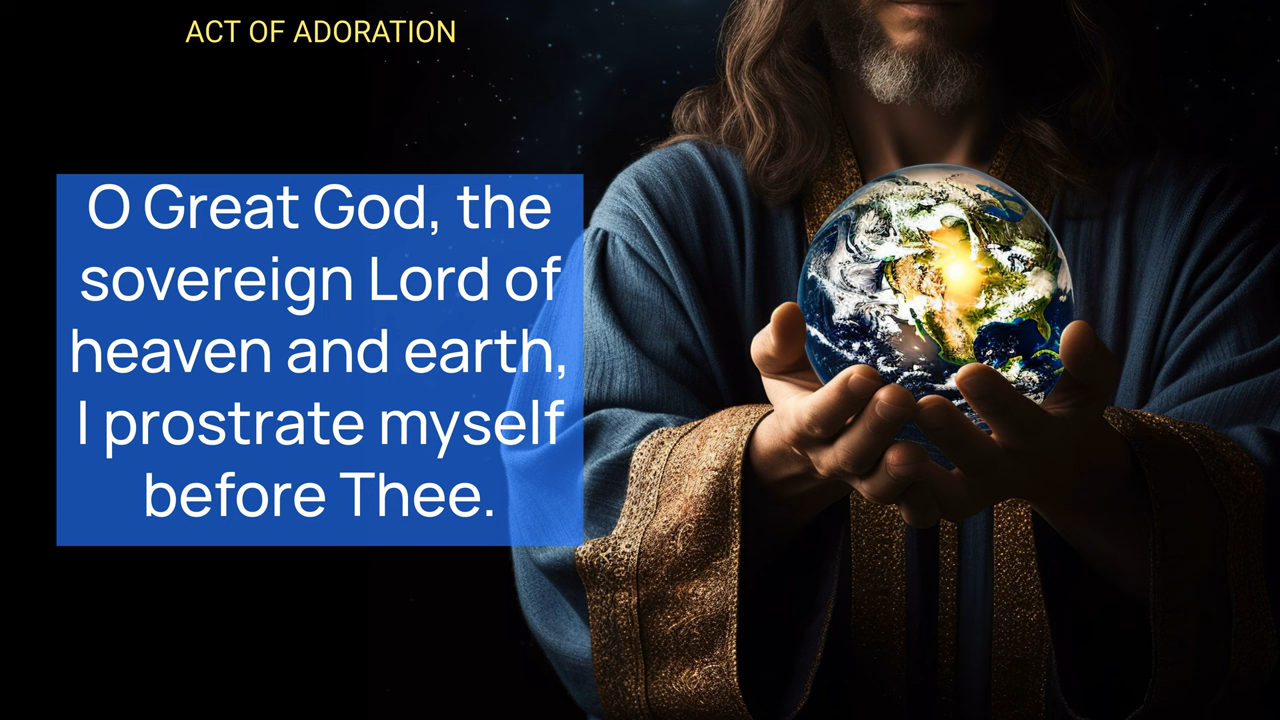 ACT OF ADORATION
O Great God, the
sovereign Lord of
heaven and earth,
I prostrate myself
before Thee.